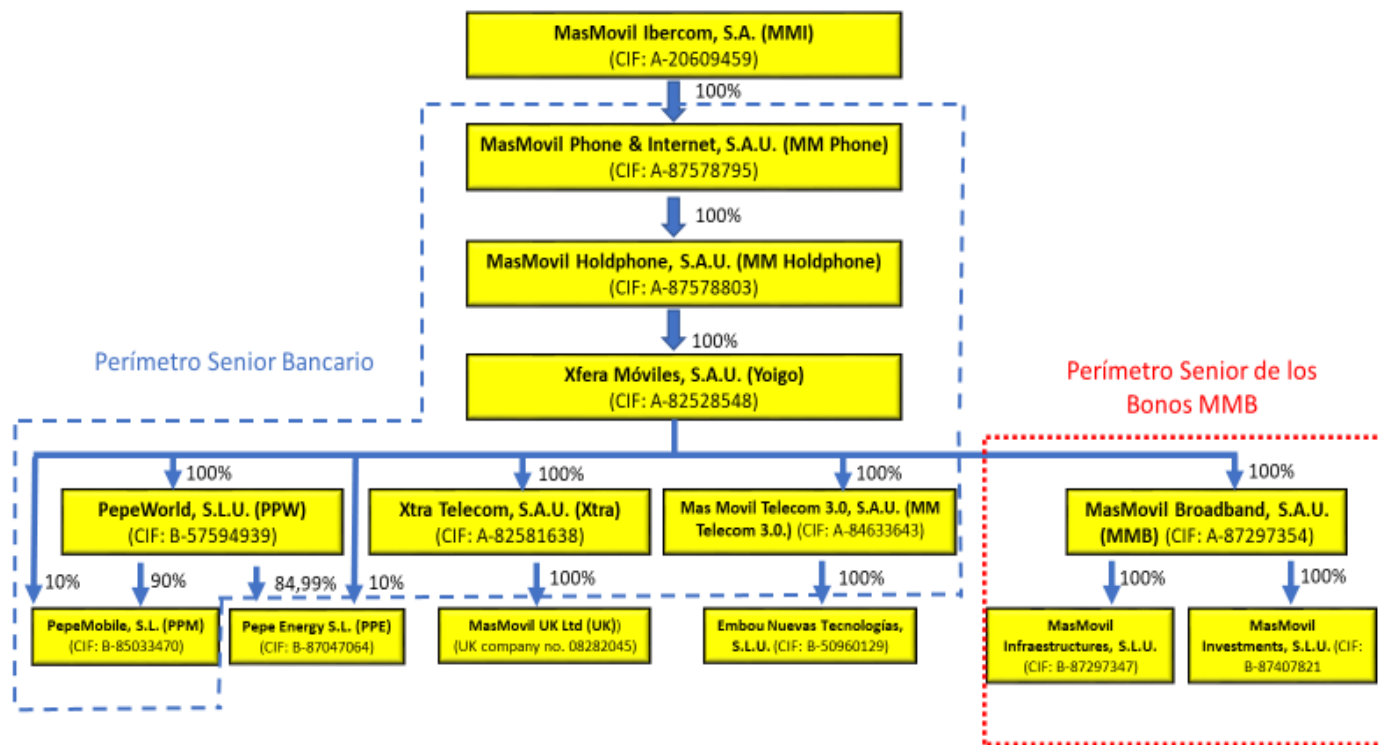 MasMovil Ibercom, S.A. (MMI)
(CIF: A-20609459)
100%
MasMovil Phone & Internet, S.A.U. (MM Phone)
(CIF: A-87578795)
100%
MasMovil Holdphone, S.A.U. (MM Holdphone)
(CIF: A-87578803)
100%
Perímetro Senior Bancario
Xfera Móviles, S.A.U. (Yoigo)
(CIF: A-82528548)
Perímetro Senior de los
Bonos MMB
100%
100%
100%
100%
PepeWorld, S.L.U. (PPW)
(CIF: B-57594939)
Xtra Telecom, S.A.U. (Xtra)
(CIF: A-82581638)
Mas Movil Telecom 3.0, S.A.U. (MM
Telecom 3.0.) (CIF: A-84633643)
MasMovil Broadband, S.A.U.
(MMB) (CIF: A-87297354)
10%
90%
84,99%
10%
100%
100%
100%
100%
PepeMobile, S.L. (PPM)
(CIF: B-85033470)
Pepe Energy S.L. (PPE)
(CIF: B-87047064)
MasMovil UK Ltd (UK))
(UK company no. 08282045)
Embou Nuevas Tecnologías,
S.L.U. (CIF: B-50960129)
MasMovil
Infraestructures, S.L.U.
(CIF: B-87297347)
MasMovil
Investments, S.L.U. (CIF:
B-87407821